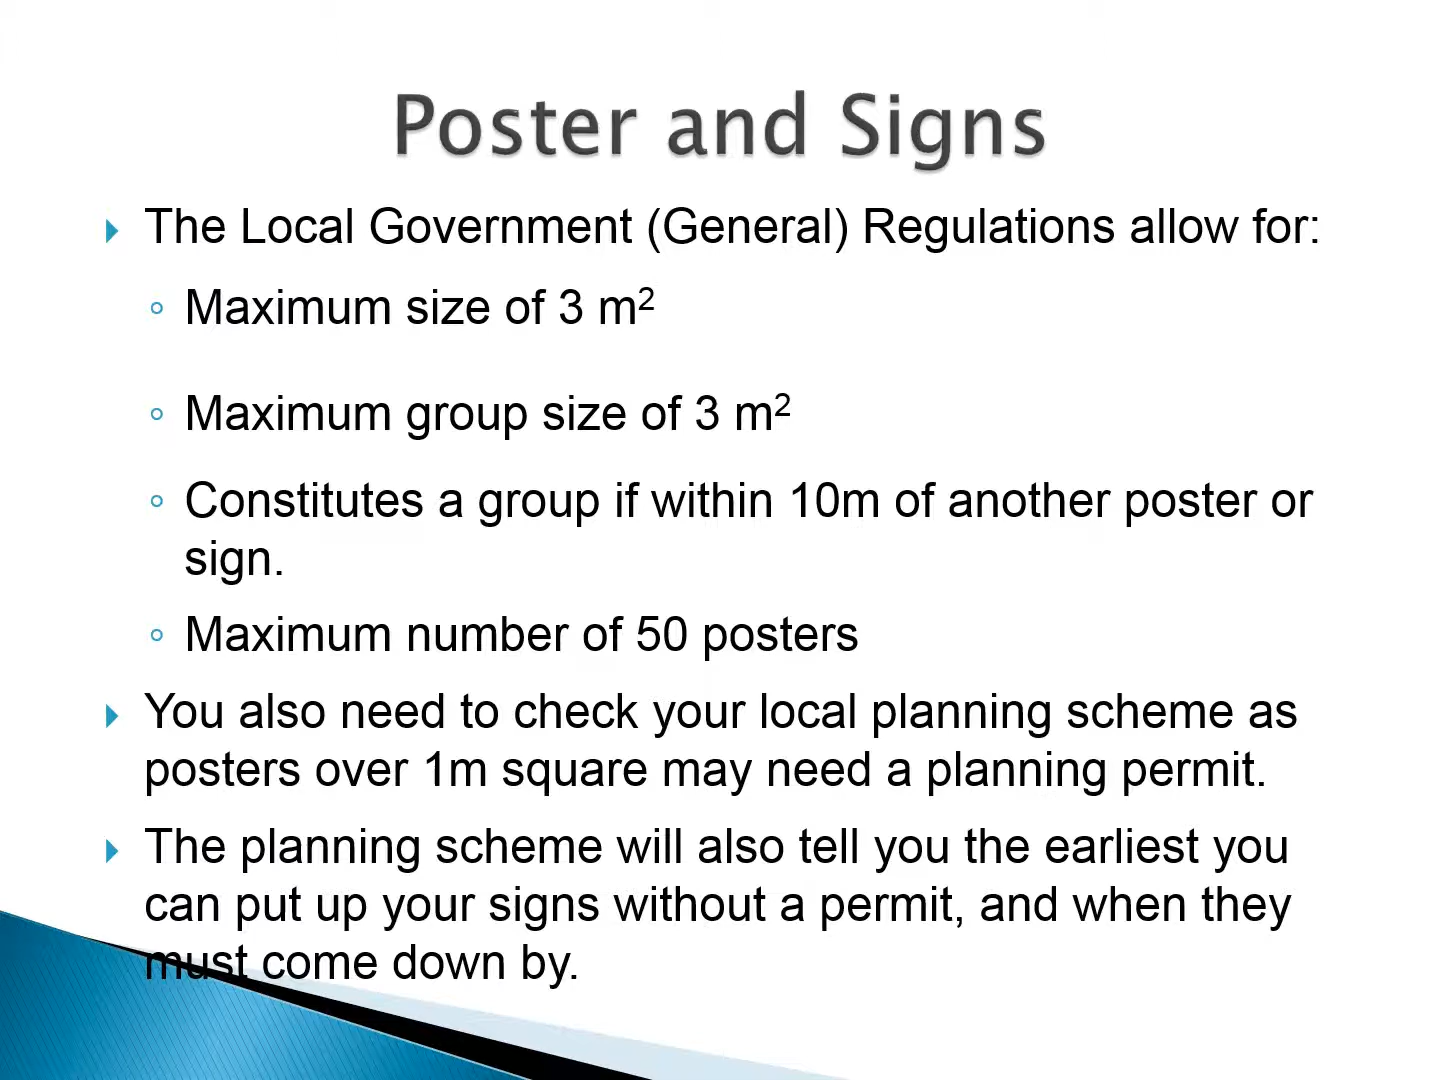 Poster and Signs
The Local Government (General) Regulations allow for:
Maximum size of 3 m²
Maximum group size of 3 m²
Constitutes a group if within 10m of another poster or
sign.
Maximum number of 50 posters
You also need to check your local planning scheme as
posters over 1m square may need a planning permit.
The planning scheme will also tell you the earliest you
can put up your signs without a permit, and when they
must come down by.